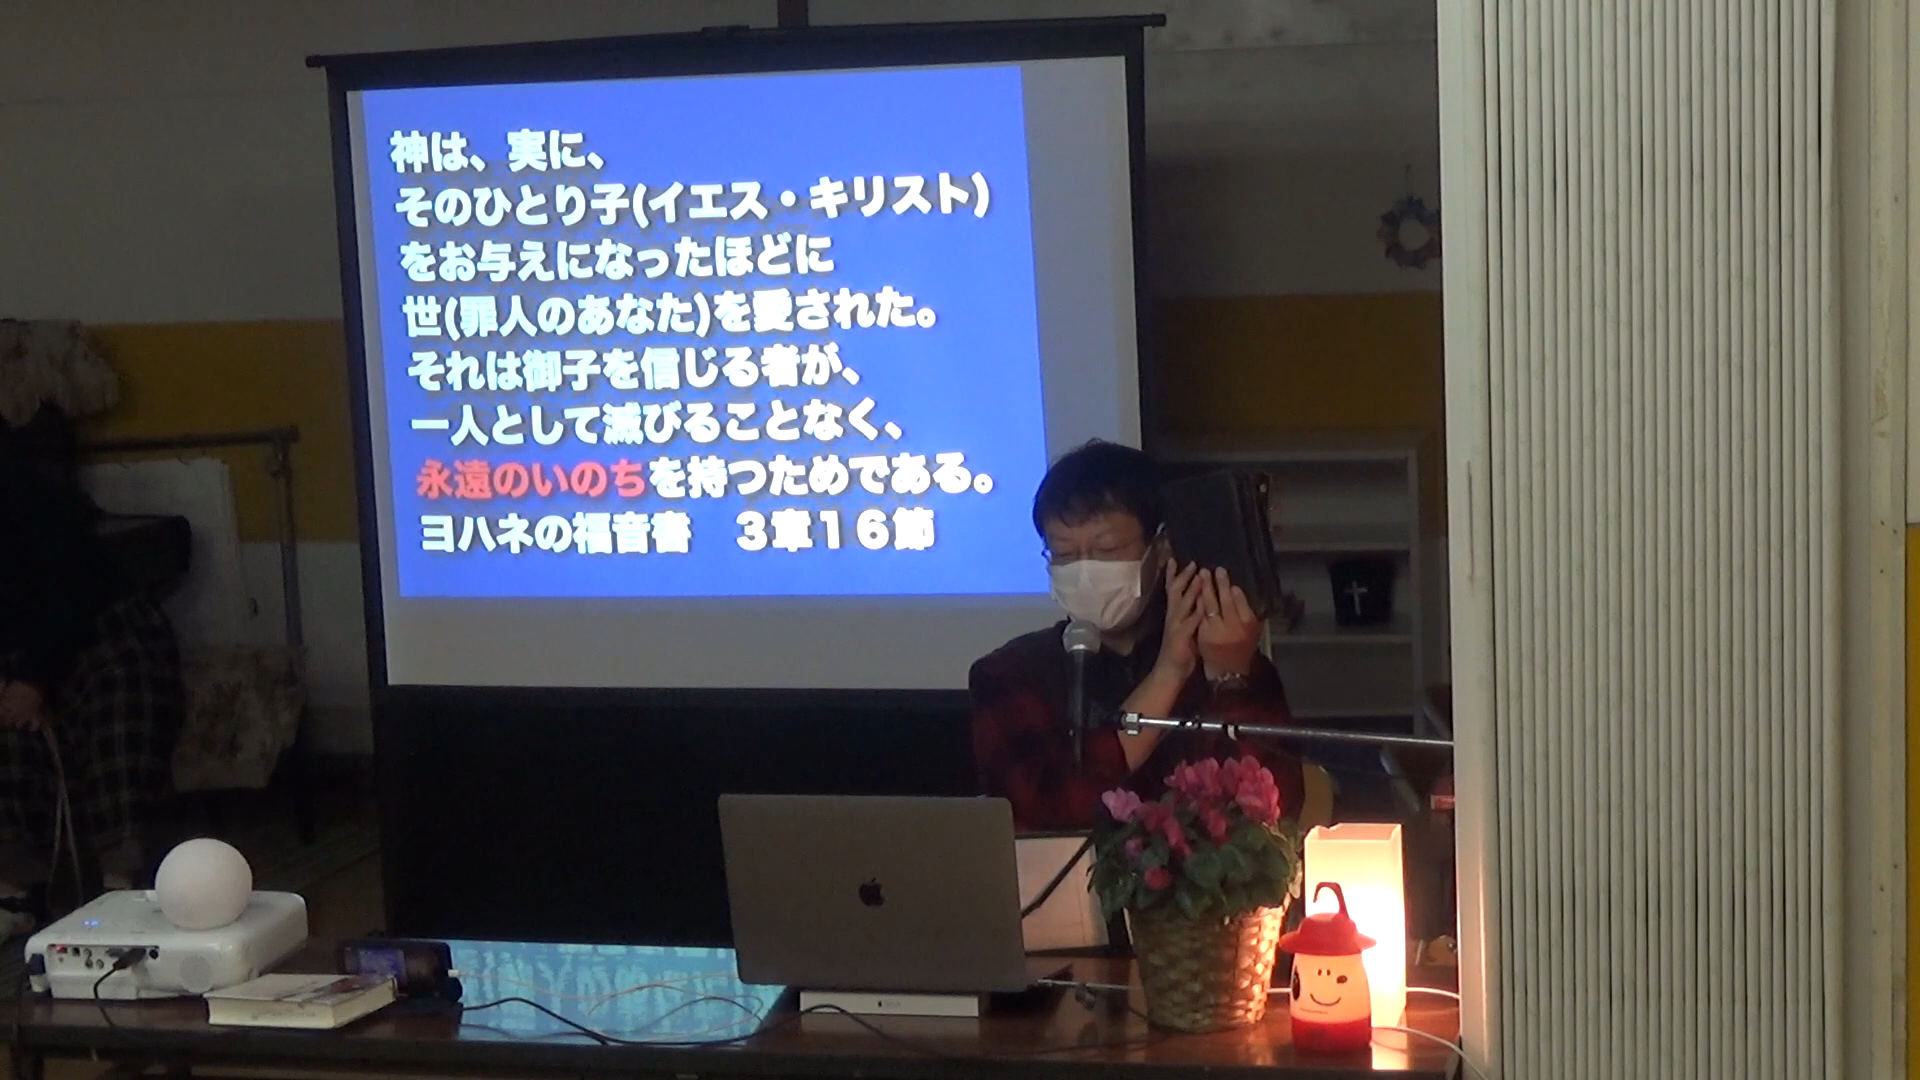 神は、実に、
そのひとり子(イエス・キリスト)
をお与えになったほどに
世(罪人のあなた)を愛された。
それは御子を信じる者が、
一人として滅びることなく、
永遠のいのちを持つためである。
ヨハネの福音書　３章１６節